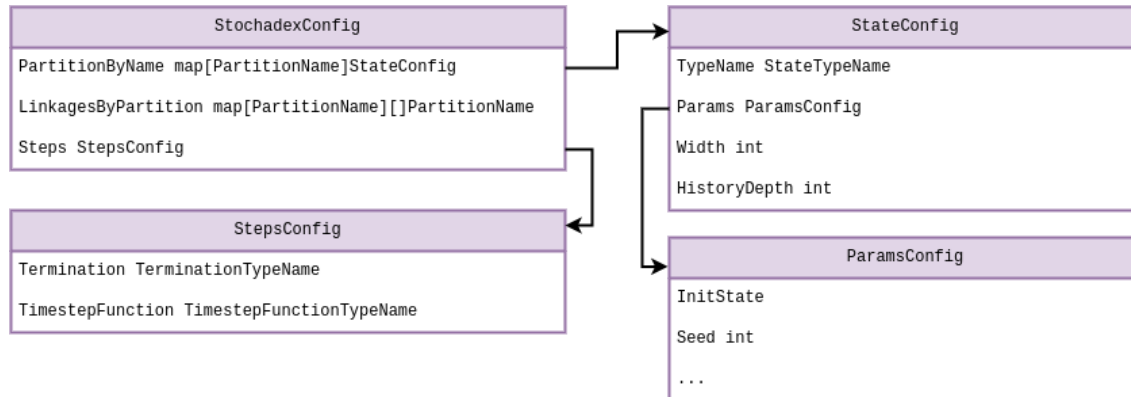 StochadexConfig
PartitionByName map[PartitionName]StateConfig
LinkagesByPartition map[PartitionName][]PartitionName
Steps StepsConfig
StepsConfig
Termination TerminationTypeName
TimestepFunction TimestepFunctionTypeName
StateConfig
TypeName StateTypeName
Params ParamsConfig
Width int
HistoryDepth int
ParamsConfig
InitState
Seed int
...